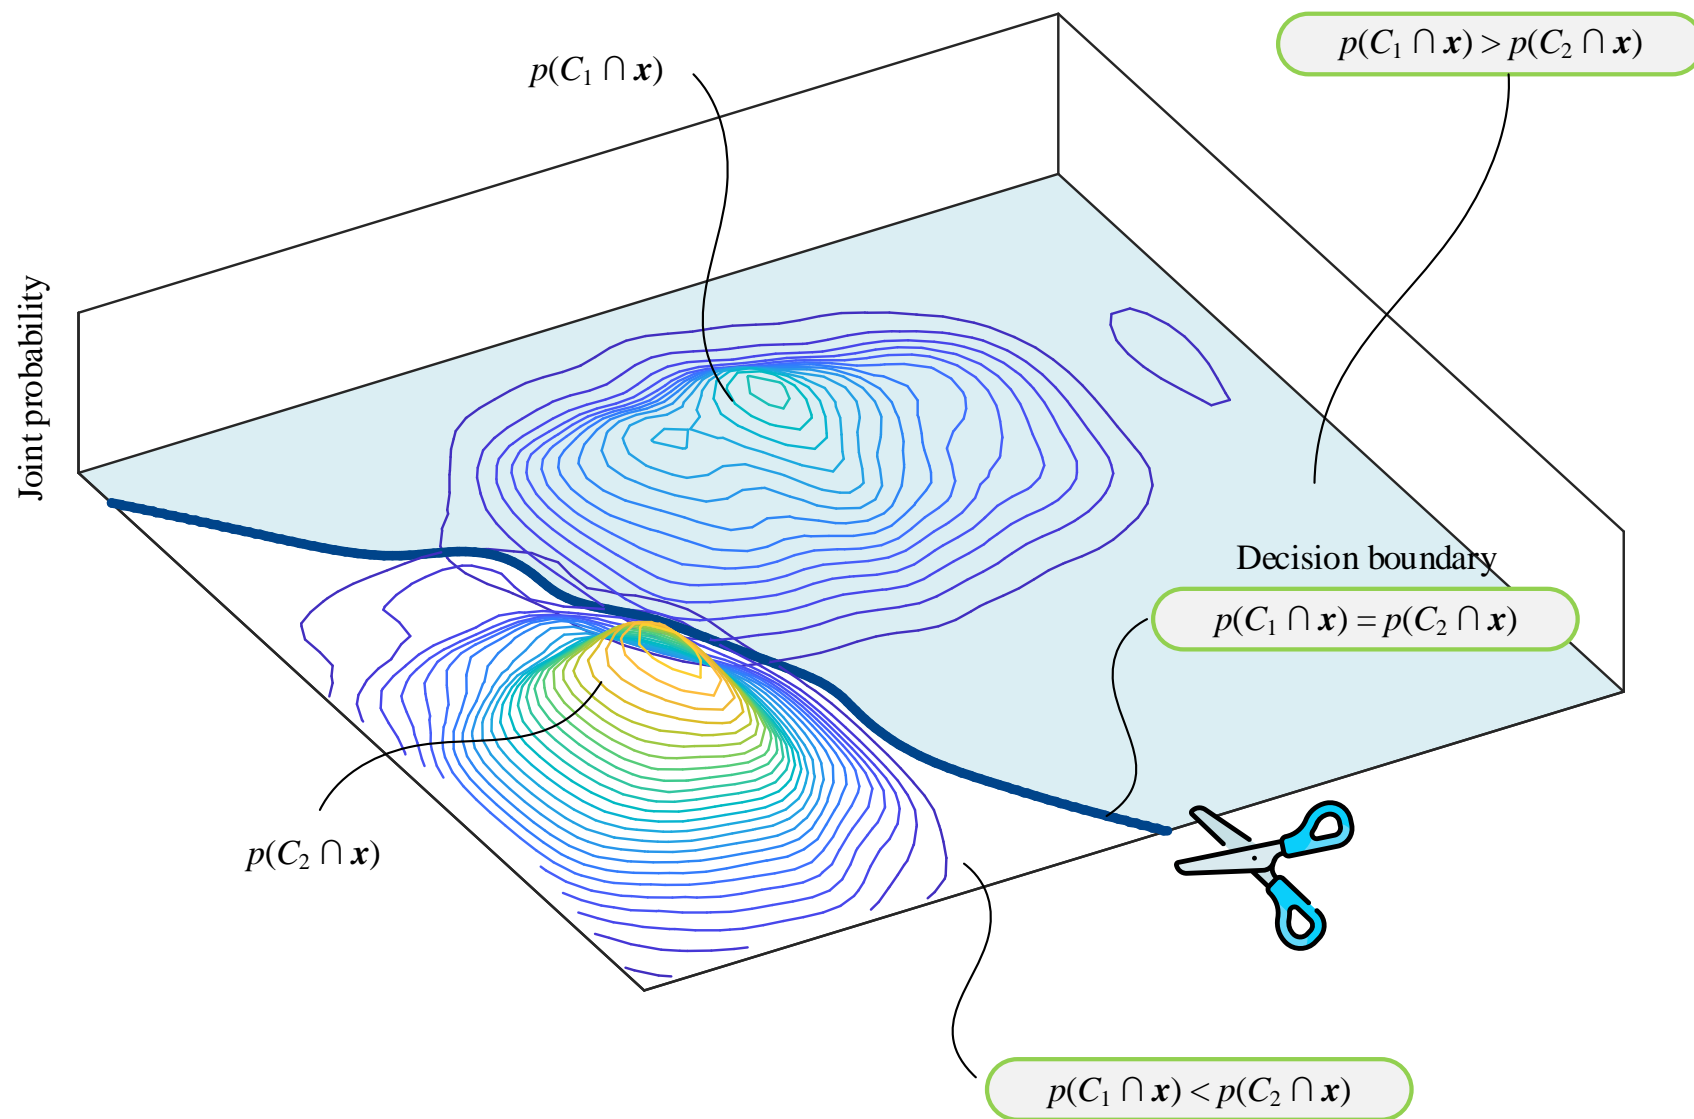 p(C₁ ∩ x) > p(C₂ ∩ x)
p(C₁ ∩ x)
Joint probability
Decision boundary
p(C₁ ∩ x) = p(C₂ ∩ x)
p(C₂ ∩ x)
p(C₁ ∩ x) < p(C₂ ∩ x)